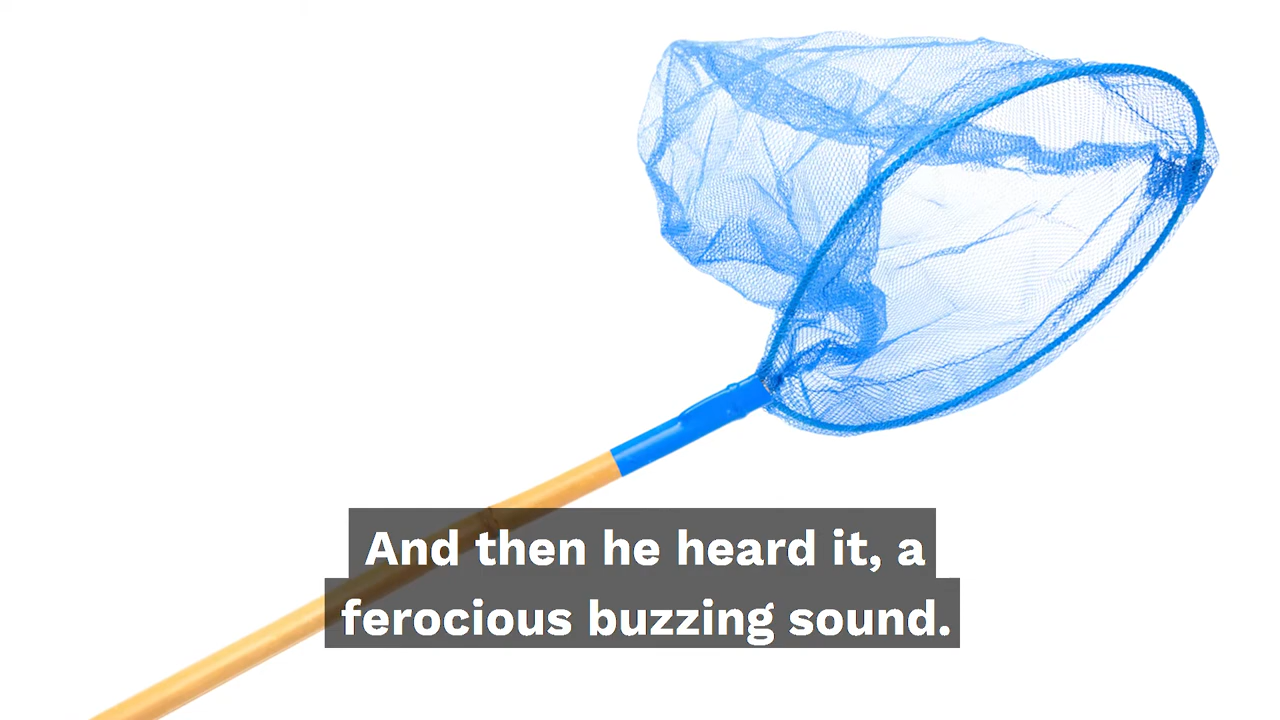 And then he heard it, a
ferocious buzzing sound.